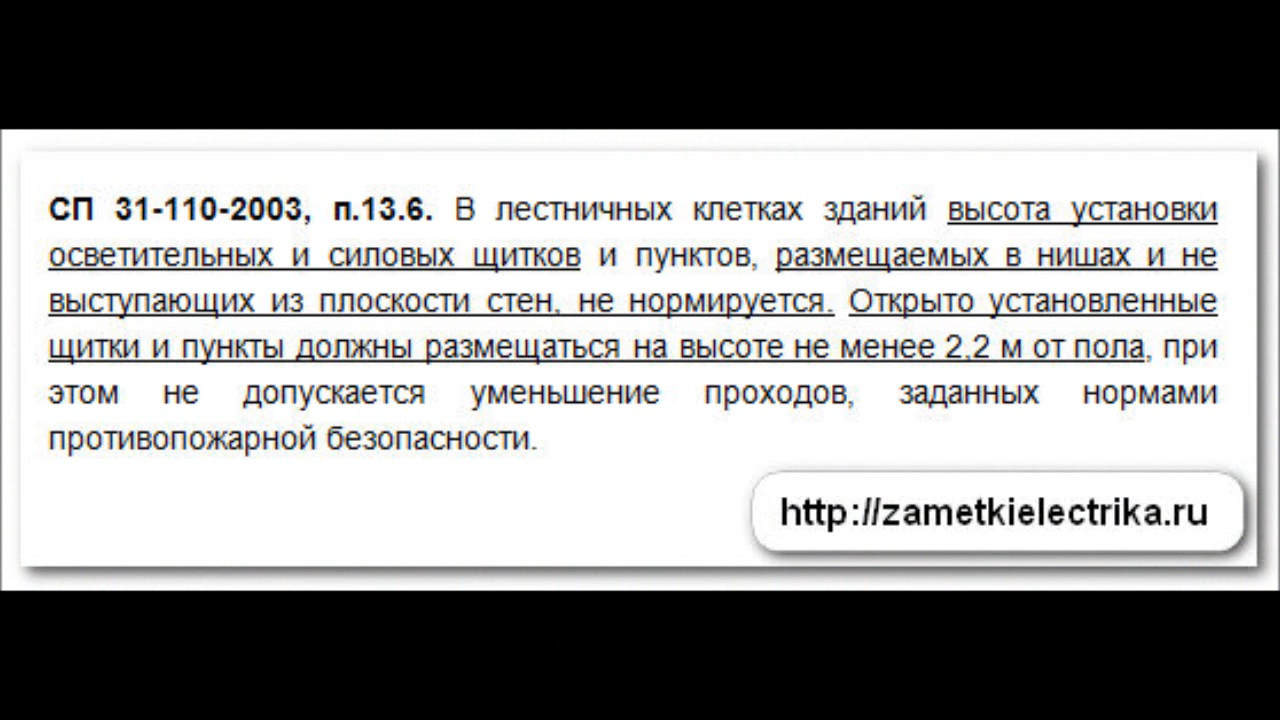 СП 31-110-2003, п.13.6. В лестничных клетках зданий высота установки
осветительных и силовых щитков и пунктов, размещаемых в нишах и не
выступающих из плоскости стен, не нормируется. Открыто установленные
щитки и пункты должны размещаться на высоте не менее 2,2 м от пола, при
этом не допускается уменьшение проходов, заданных нормами
противопожарной безопасности.
http://zametkielectrika.ru